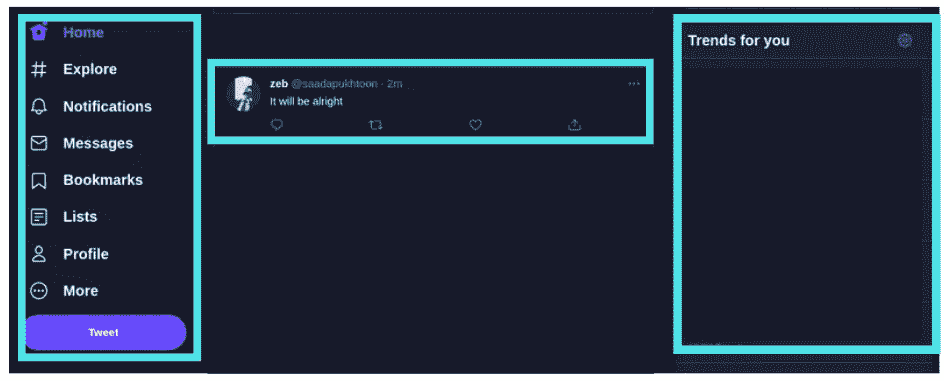 Home
Explore
Notifications
Messages
Bookmarks
Lists
Profile
More
Tweet
zeb @saadapukhtoon · 2m
It will be alright
Trends for you